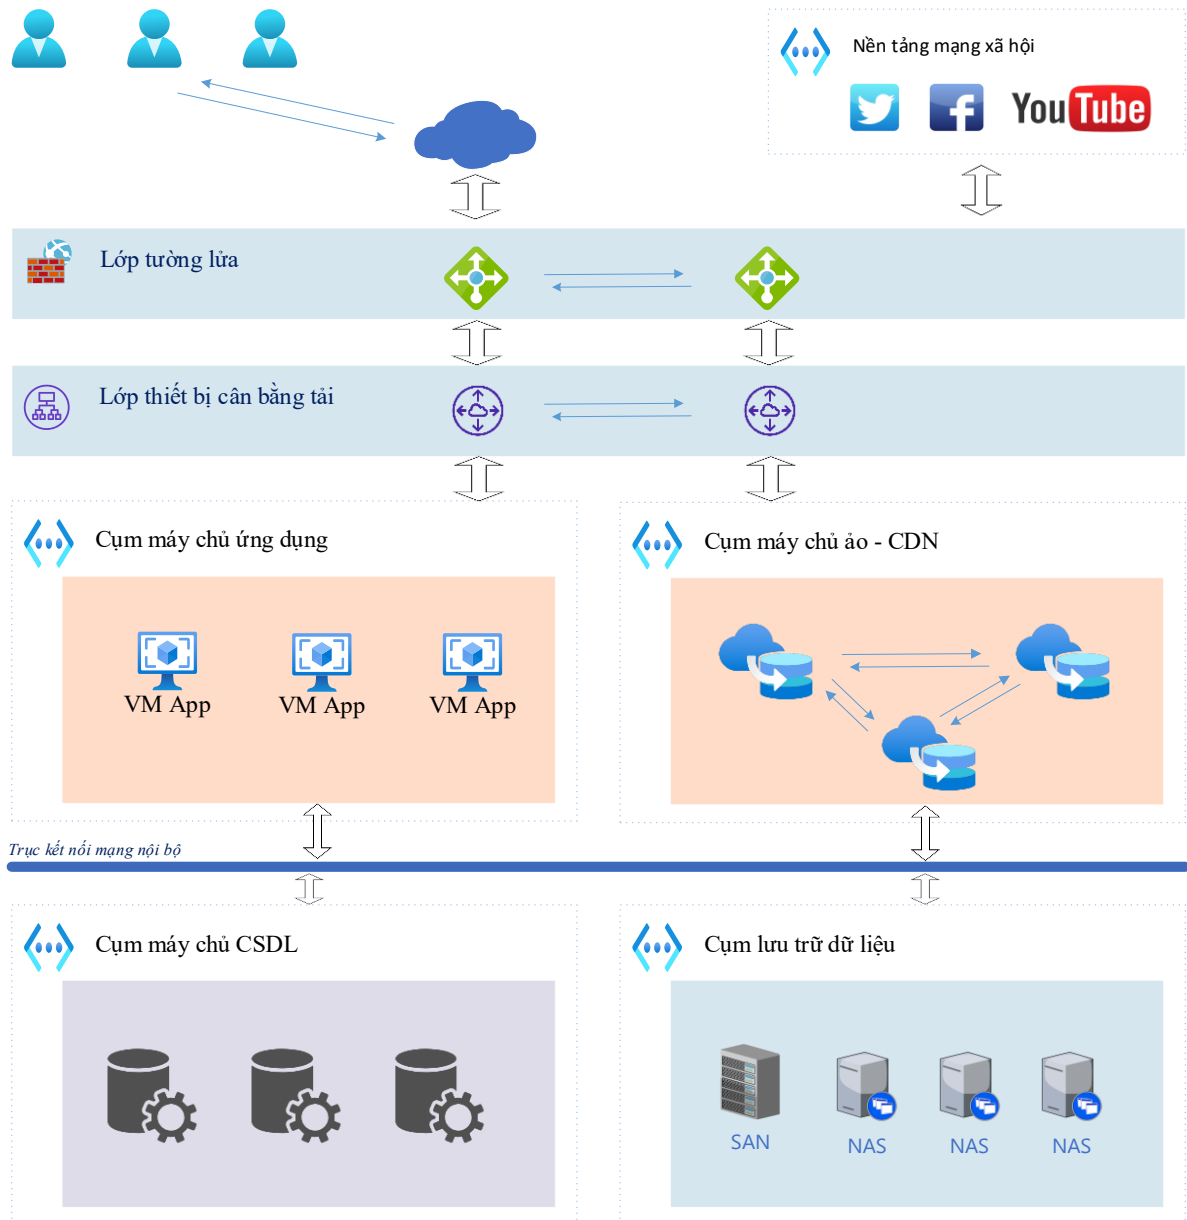 Nền tảng mạng xã hội
f
YouTube
Lớp tường lửa
Lớp thiết bị cân bằng tải
Cụm máy chủ ứng dụng
Cụm máy chủ ảo - CDN
VM App
VM App
VM App
Trục kết nối mạng nội bộ
Cụm máy chủ CSDL
Cụm lưu trữ dữ liệu
SAN
NAS
NAS
NAS